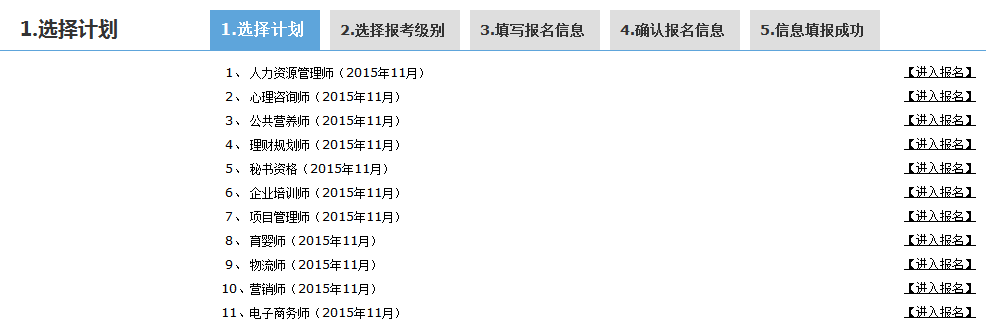 1.选择计划 1.选择计划 2.选择报考级别 3.填写报名信息 4.确认报名信息 5.信息填报成功
1、 人力资源管理师（2015年11月） 【进入报名】
2、 心理咨询师（2015年11月） 【进入报名】
3、 公共营养师（2015年11月） 【进入报名】
4、 理财规划师（2015年11月） 【进入报名】
5、 秘书资格（2015年11月） 【进入报名】
6、 企业培训师（2015年11月） 【进入报名】
7、 项目管理师（2015年11月） 【进入报名】
8、 育婴师（2015年11月） 【进入报名】
9、 物流师（2015年11月） 【进入报名】
10、营销师（2015年11月） 【进入报名】
11、电子商务师（2015年11月） 【进入报名】